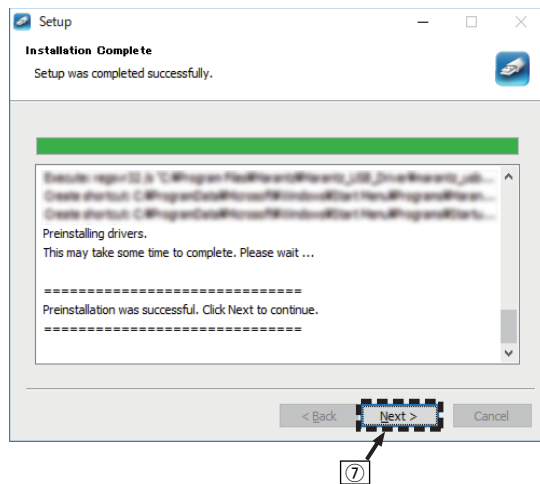 Setup
Installation Complete
Setup was completed successfully.
Preinstalling drivers.
This may take some time to complete. Please wait ...
==============================
Preinstallation was successful. Click Next to continue.
==============================
< Back
Next >
Cancel
⑦